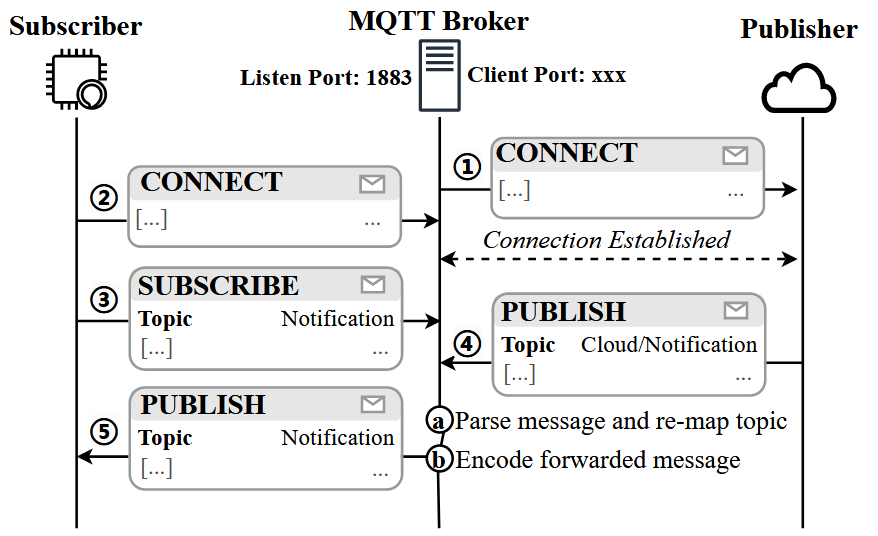 Subscriber
MQTT Broker
Publisher
Listen Port: 1883
Client Port: xxx
① CONNECT
[...] ...
② CONNECT
[...] ...
Connection Established
③ SUBSCRIBE
Topic Notification
[...] ...
④ PUBLISH
Topic Cloud/Notification
[...] ...
⑤ PUBLISH
Topic Notification
[...] ...
ⓐ Parse message and re-map topic
ⓑ Encode forwarded message